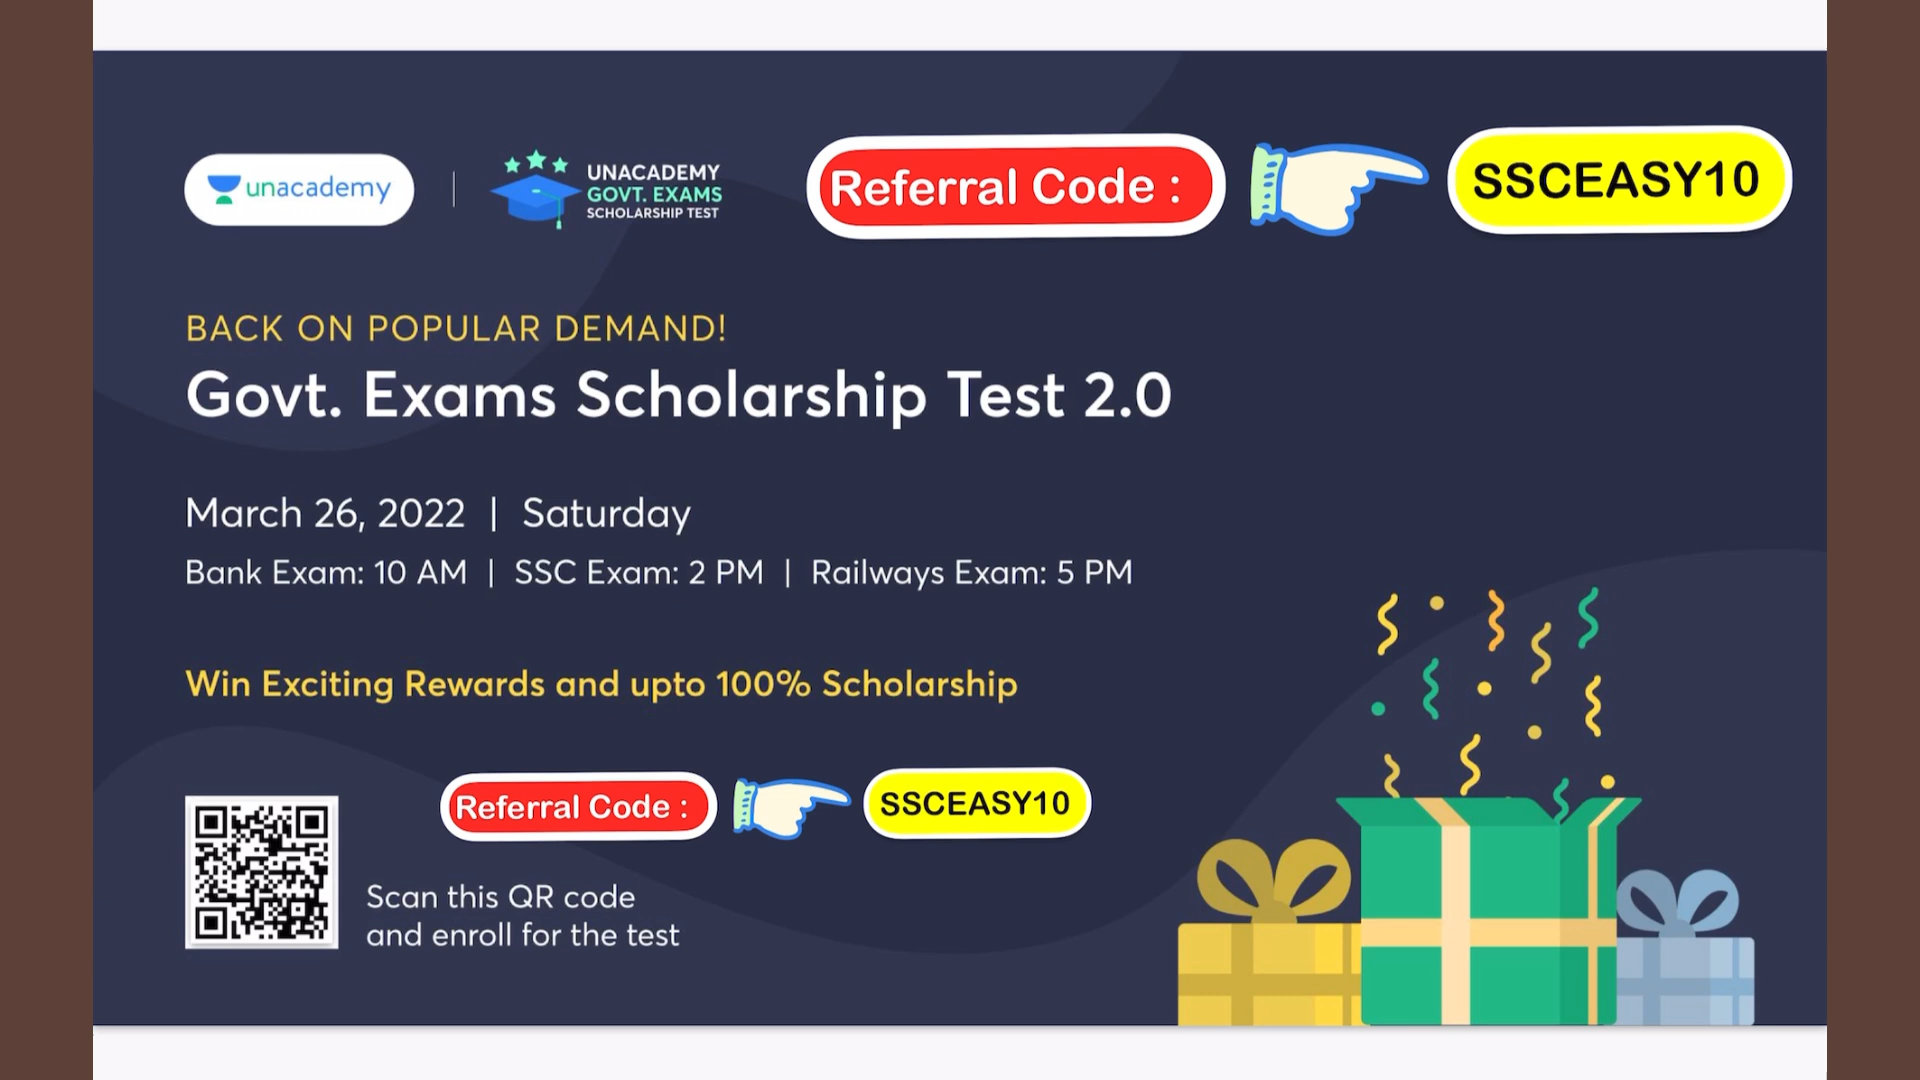 unacademy
UNACADEMY
GOVT. EXAMS
SCHOLARSHIP TEST
Referral Code :
SSCEASY10
BACK ON POPULAR DEMAND!
Govt. Exams Scholarship Test 2.0
March 26, 2022 | Saturday
Bank Exam: 10 AM | SSC Exam: 2 PM | Railways Exam: 5 PM
Win Exciting Rewards and upto 100% Scholarship
Referral Code :
SSCEASY10
Scan this QR code
and enroll for the test